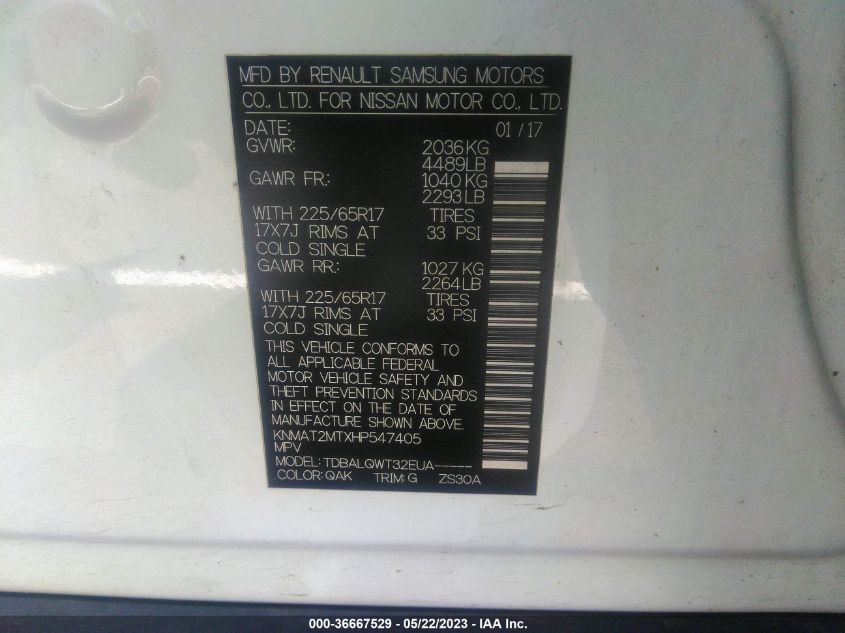 MFD BY RENAULT SAMSUNG MOTORS
CO., LTD. FOR NISSAN MOTOR CO., LTD.
DATE: 01 / 17
GVWR: 2036 KG
4489LB
GAWR FR.: 1040 KG
2293 LB
WITH 225/65R17 TIRES
17X7J RIMS AT 33 PSI
COLD SINGLE
GAWR RR.: 1027 KG
2264 LB
WITH 225/65R17 TIRES
17X7J RIMS AT 33 PSI
COLD SINGLE
THIS VEHICLE CONFORMS TO
ALL APPLICABLE FEDERAL
MOTOR VEHICLE SAFETY AND
THEFT PREVENTION STANDARDS
IN EFFECT ON THE DATE OF
MANUFACTURE SHOWN ABOVE.
KNMAT2MTXHP547405
MPV
MODEL: TDBALQWT32EUA-----
COLOR: QAK TRIM: G ZS30A
000-36667529 - 05/22/2023 - IAA Inc.